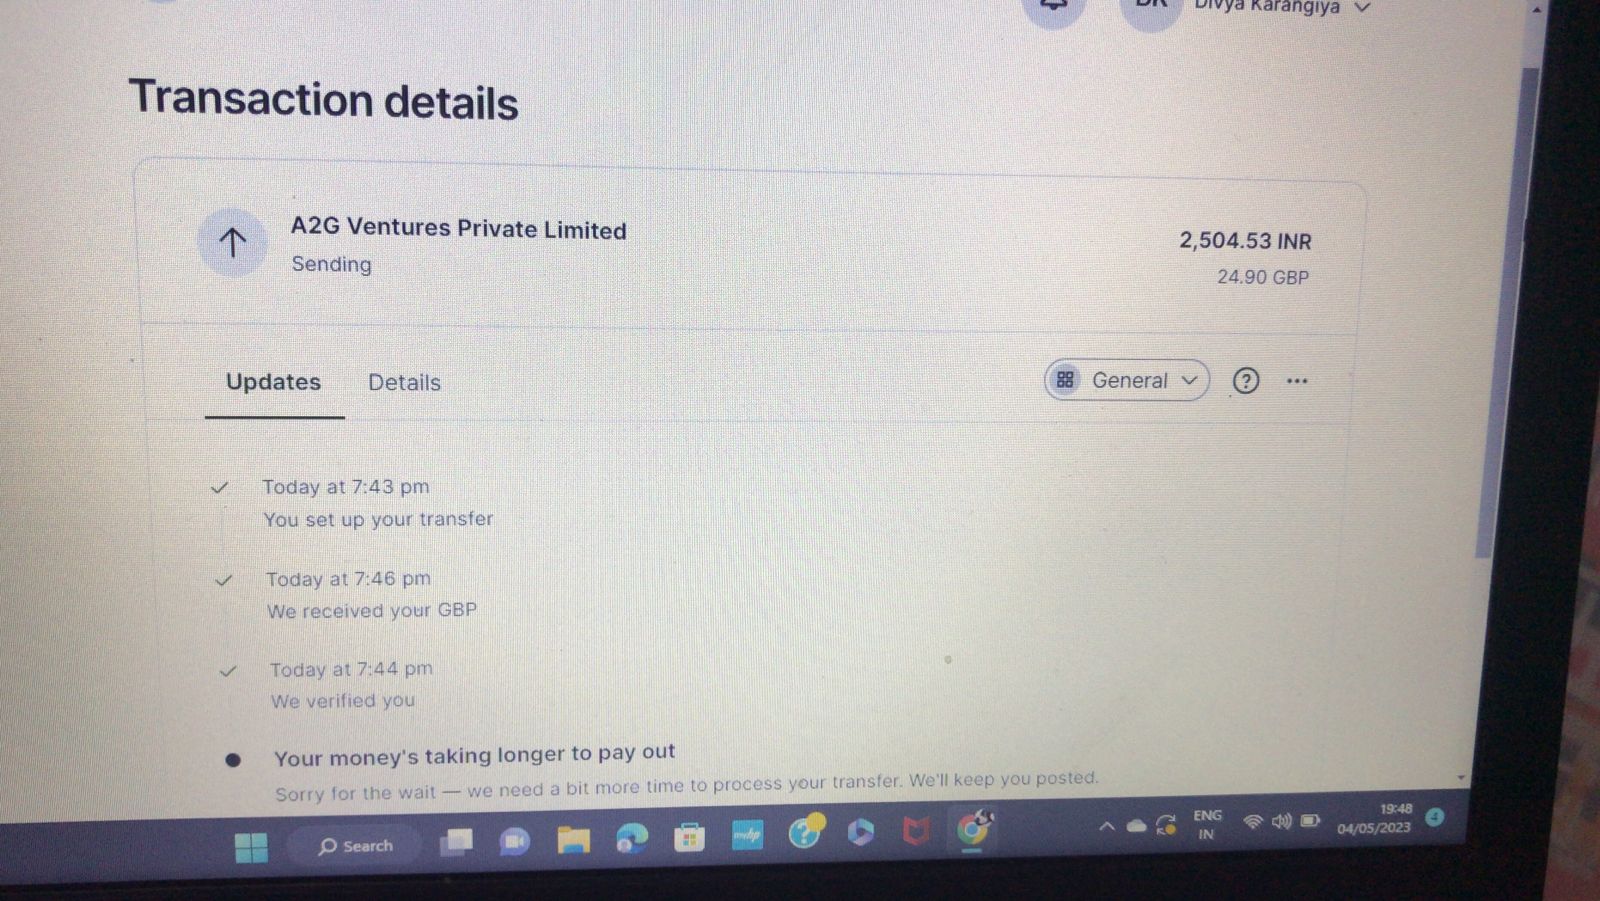 Divya Karangiya
Transaction details
A2G Ventures Private Limited
Sending
2,504.53 INR
24.90 GBP
Updates
Details
General
?
Today at 7:43 pm
You set up your transfer
Today at 7:46 pm
We received your GBP
Today at 7:44 pm
We verified you
Your money's taking longer to pay out
Sorry for the wait — we need a bit more time to process your transfer. We'll keep you posted.
Search
myhp
?
ENG
IN
19:48
04/05/2023
4